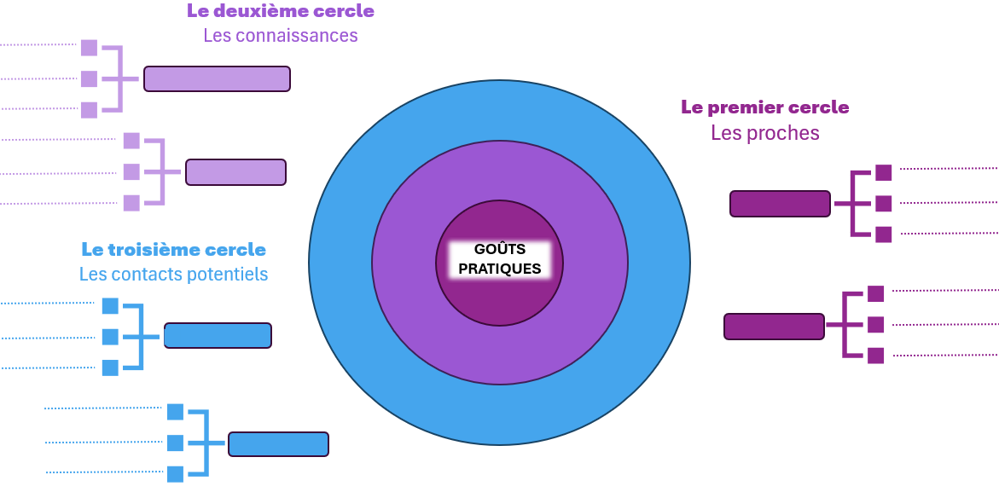 Le deuxième cercle
Les connaissances
Le premier cercle
Les proches
Le troisième cercle
Les contacts potentiels
GOÛTS
PRATIQUES